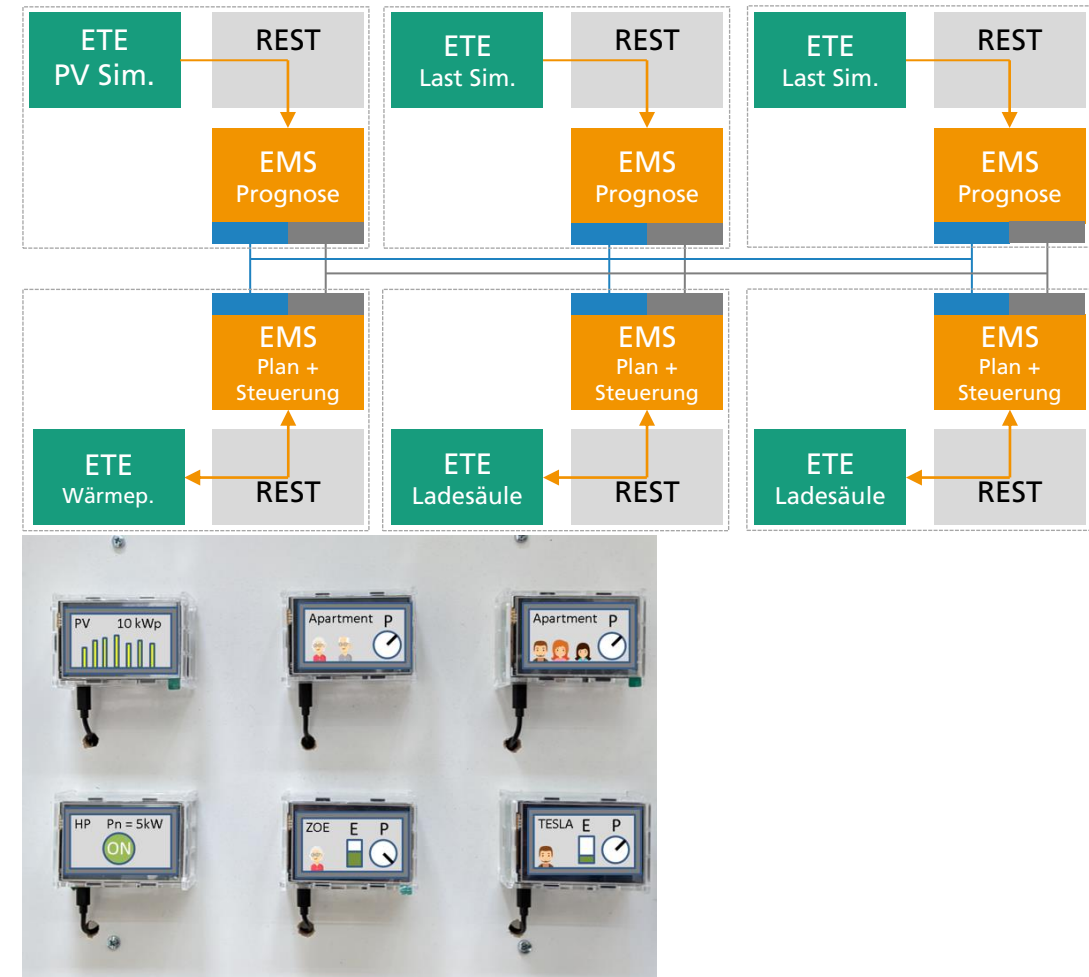 ETE
PV Sim.
REST
ETE
Last Sim.
REST
ETE
Last Sim.
REST
EMS
Prognose
EMS
Prognose
EMS
Prognose
EMS
Plan +
Steuerung
EMS
Plan +
Steuerung
EMS
Plan +
Steuerung
ETE
Wärmep.
REST
ETE
Ladesäule
REST
ETE
Ladesäule
REST
PV 10 kWp
Apartment P
Apartment P
HP Pn = 5kW
ON
ZOE E P
TESLA E P